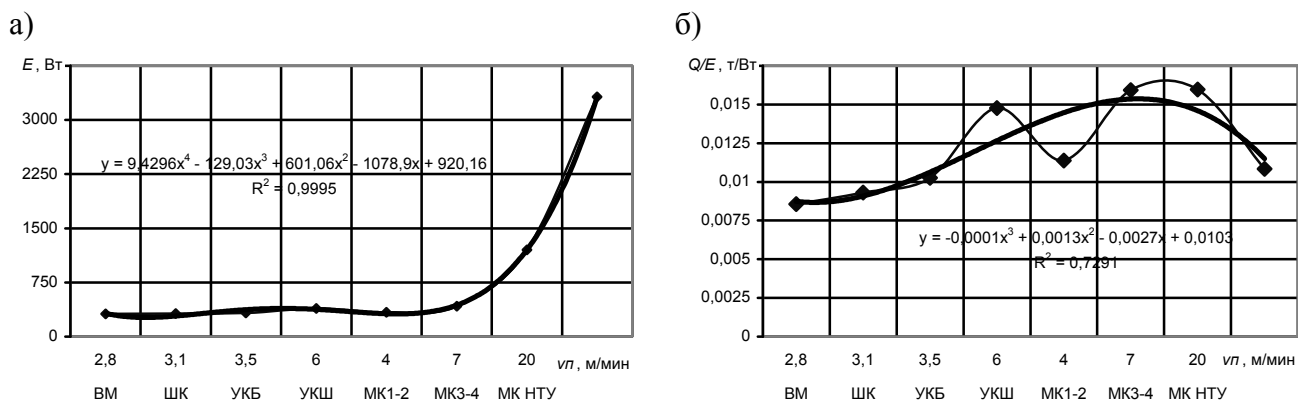 а)
E , Вт
3000
2250
1500
750
0
y = 9,4296x⁴ - 129,03x³ + 601,06x² - 1078,9x + 920,16
R² = 0,9995
2,8 3,1 3,5 6 4 7 20 vп , м/мин
ВМ ШК УКБ УКШ МК1-2 МК3-4 МК НТУ
б)
Q/E , т/Вт
0,015
0,0125
0,01
0,0075
0,005
0,0025
0
y = -0,0001x³ + 0,0013x² - 0,0027x + 0,0103
R² = 0,7291
2,8 3,1 3,5 6 4 7 20 vп , м/мин
ВМ ШК УКБ УКШ МК1-2 МК3-4 МК НТУ